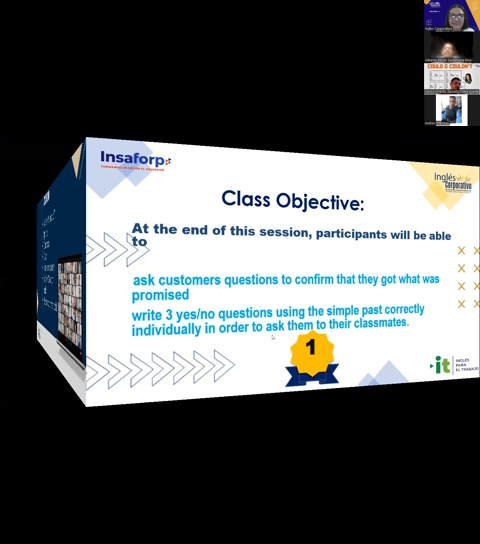 COULD & COULDN'T
Insaforp
Inglés
Corporativo
Class Objective:
At the end of this session, participants will be able
to
ask customers questions to confirm that they got what was
promised
write 3 yes/no questions using the simple past correctly
individually in order to ask them to their classmates.
1
it
INGLÉS
PARA
EL TRABAJO